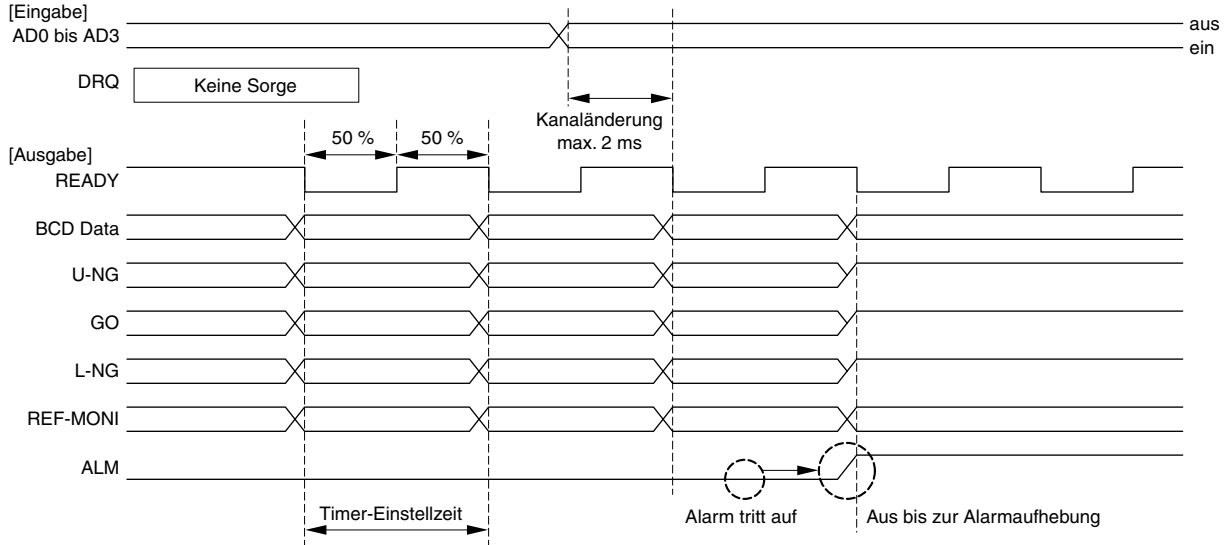 [Eingabe]
AD0 bis AD3
aus
ein
DRQ
Keine Sorge
Kanaländerung
max. 2 ms
50 %
50 %
[Ausgabe]
READY
BCD Data
U-NG
GO
L-NG
REF-MONI
ALM
Timer-Einstellzeit
Alarm tritt auf
Aus bis zur Alarmaufhebung